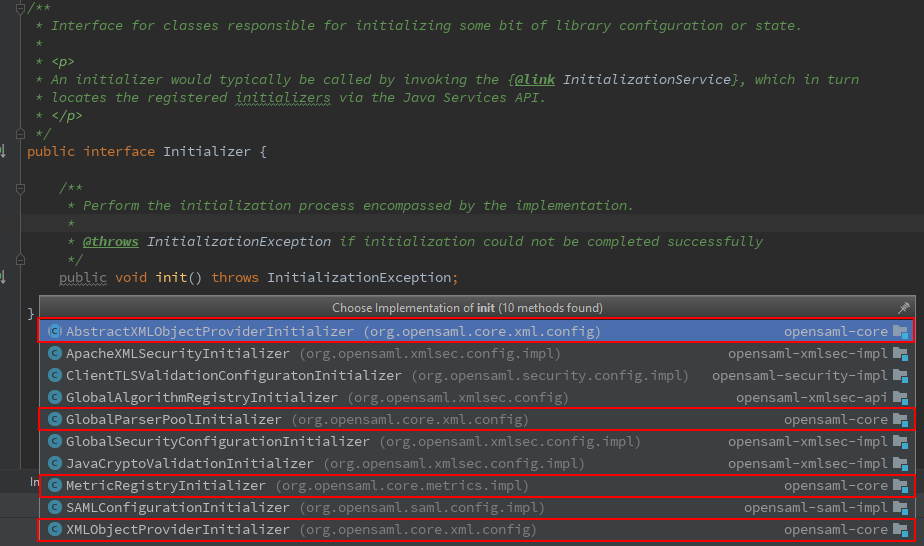 /**
* Interface for classes responsible for initializing some bit of library configuration or state.
*
* <p>
* An initializer would typically be called by invoking the {@link InitializationService}, which in turn
* locates the registered initializers via the Java Services API.
* </p>
*/
public interface Initializer {
/**
* Perform the initialization process encompassed by the implementation.
*
* @throws InitializationException if initialization could not be completed successfully
*/
public void init() throws InitializationException;
Choose Implementation of init (10 methods found)
}
AbstractXMLObjectProviderInitializer (org.opensaml.core.xml.config) opensaml-core
ApacheXMLSecurityInitializer (org.opensaml.xmlsec.config.impl) opensaml-xmlsec-impl
ClientTLSValidationConfiguratonInitializer (org.opensaml.security.config.impl) opensaml-security-impl
GlobalAlgorithmRegistryInitializer (org.opensaml.xmlsec.config) opensaml-xmlsec-api
GlobalParserPoolInitializer (org.opensaml.core.xml.config) opensaml-core
GlobalSecurityConfigurationInitializer (org.opensaml.xmlsec.config.impl) opensaml-xmlsec-impl
JavaCryptoValidationInitializer (org.opensaml.xmlsec.config.impl) opensaml-xmlsec-impl
In
MetricRegistryInitializer (org.opensaml.core.metrics.impl) opensaml-core
SAMLConfigurationInitializer (org.opensaml.saml.config.impl) opensaml-saml-impl
XMLObjectProviderInitializer (org.opensaml.core.xml.config) opensaml-core